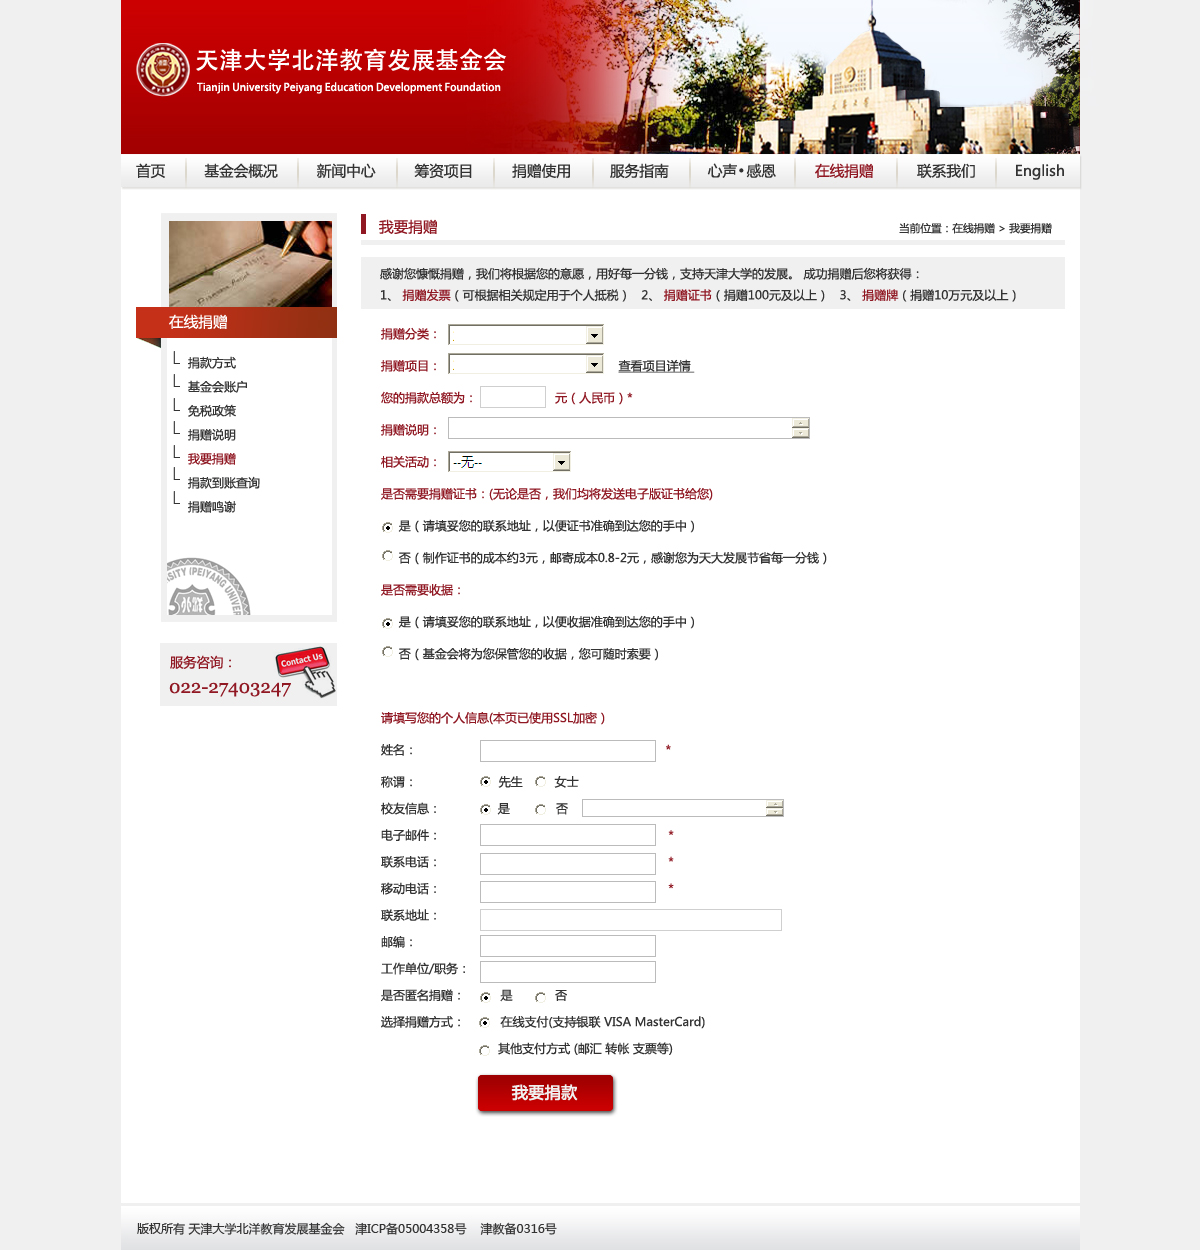 天津大学北洋教育发展基金会
Tianjin University Peiyang Education Development Foundation
首页 基金会概况 新闻中心 筹资项目 捐赠使用 服务指南 心声·感恩 在线捐赠 联系我们 English
在线捐赠
捐款方式
基金会账户
免税政策
捐赠说明
我要捐赠
捐款到账查询
捐赠鸣谢
服务咨询：
022-27403247
Contact Us
我要捐赠
当前位置：在线捐赠 > 我要捐赠
感谢您慷慨捐赠，我们将根据您的意愿，用好每一分钱，支持天津大学的发展。 成功捐赠后您将获得：
1、 捐赠发票（可根据相关规定用于个人抵税） 2、 捐赠证书（捐赠100元及以上） 3、 捐赠牌（捐赠10万元及以上）
捐赠分类：
捐赠项目： 查看项目详情
您的捐款总额为： 元（人民币）*
捐赠说明：
相关活动： --无--
是否需要捐赠证书：(无论是否，我们均将发送电子版证书给您)
是（请填妥您的联系地址，以便证书准确到达您的手中）
否（制作证书的成本约3元，邮寄成本0.8-2元，感谢您为天大发展节省每一分钱）
是否需要收据：
是（请填妥您的联系地址，以便收据准确到达您的手中）
否（基金会将为您保管您的收据，您可随时索要）
请填写您的个人信息(本页已使用SSL加密）
姓名： *
称谓： 先生 女士
校友信息： 是 否
电子邮件： *
联系电话： *
移动电话： *
联系地址：
邮编：
工作单位/职务：
是否匿名捐赠： 是 否
选择捐赠方式： 在线支付(支持银联 VISA MasterCard)
其他支付方式 (邮汇 转帐 支票等)
我要捐款
版权所有 天津大学北洋教育发展基金会 津ICP备05004358号 津教备0316号